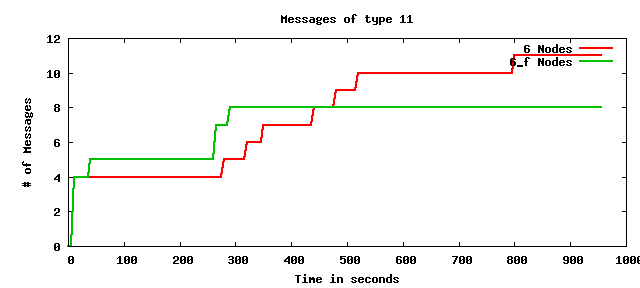 Messages of type 11
12
10
8
6
4
2
0
# of Messages
6 Nodes
6_f Nodes
0 100 200 300 400 500 600 700 800 900 1000
Time in seconds